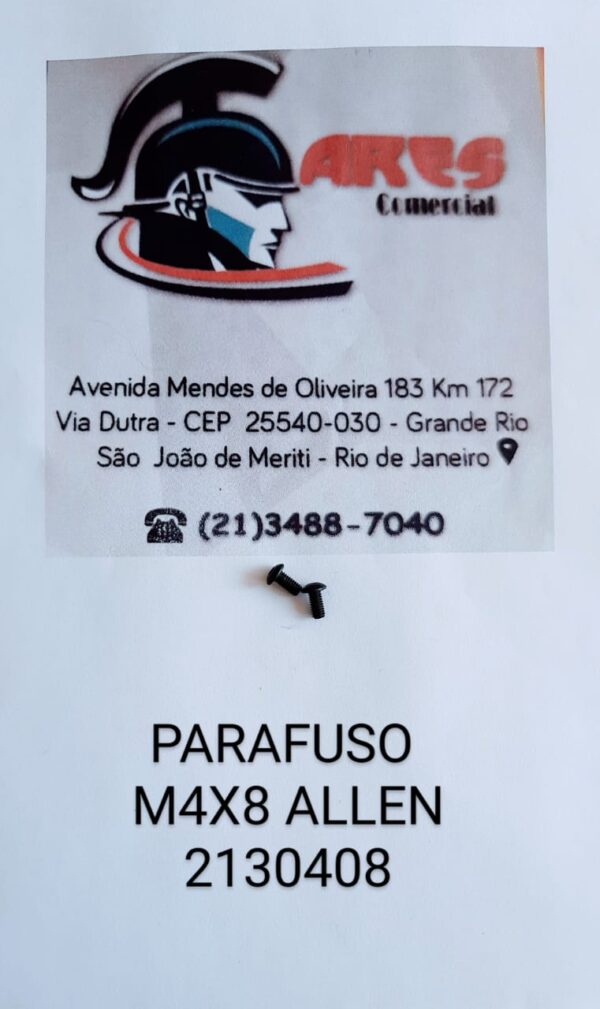 ARES
Comercial
Avenida Mendes de Oliveira 183 Km 172
Via Dutra - CEP 25540-030 - Grande Rio
São João de Meriti - Rio de Janeiro
(21)3488-7040
PARAFUSO
M4X8 ALLEN
2130408